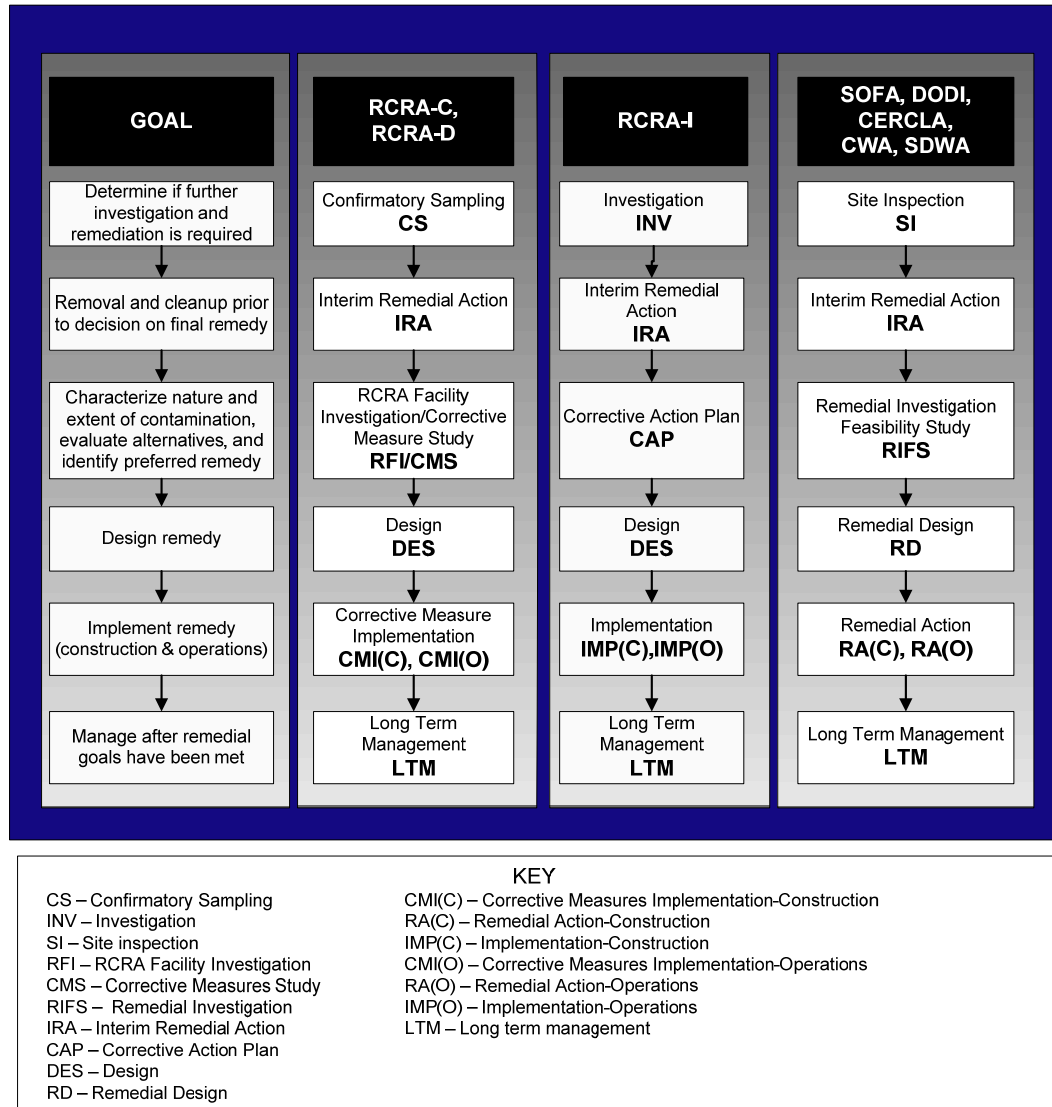 GOAL
Determine if further
investigation and
remediation is required
Removal and cleanup prior
to decision on final remedy
Characterize nature and
extent of contamination,
evaluate alternatives, and
identify preferred remedy
Design remedy
Implement remedy
(construction & operations)
Manage after remedial
goals have been met
RCRA-C,
RCRA-D
Confirmatory Sampling
CS
Interim Remedial Action
IRA
RCRA Facility
Investigation/Corrective
Measure Study
RFI/CMS
Design
DES
Corrective Measure
Implementation
CMI(C), CMI(O)
Long Term
Management
LTM
RCRA-I
Investigation
INV
Interim Remedial
Action
IRA
Corrective Action Plan
CAP
Design
DES
Implementation
IMP(C),IMP(O)
Long Term
Management
LTM
SOFA, DODI,
CERCLA,
CWA, SDWA
Site Inspection
SI
Interim Remedial Action
IRA
Remedial Investigation
Feasibility Study
RIFS
Remedial Design
RD
Remedial Action
RA(C), RA(O)
Long Term Management
LTM
KEY
CS – Confirmatory Sampling
INV – Investigation
SI – Site inspection
RFI – RCRA Facility Investigation
CMS – Corrective Measures Study
RIFS – Remedial Investigation
IRA – Interim Remedial Action
CAP – Corrective Action Plan
DES – Design
RD – Remedial Design
CMI(C) – Corrective Measures Implementation-Construction
RA(C) – Remedial Action-Construction
IMP(C) – Implementation-Construction
CMI(O) – Corrective Measures Implementation-Operations
RA(O) – Remedial Action-Operations
IMP(O) – Implementation-Operations
LTM – Long term management